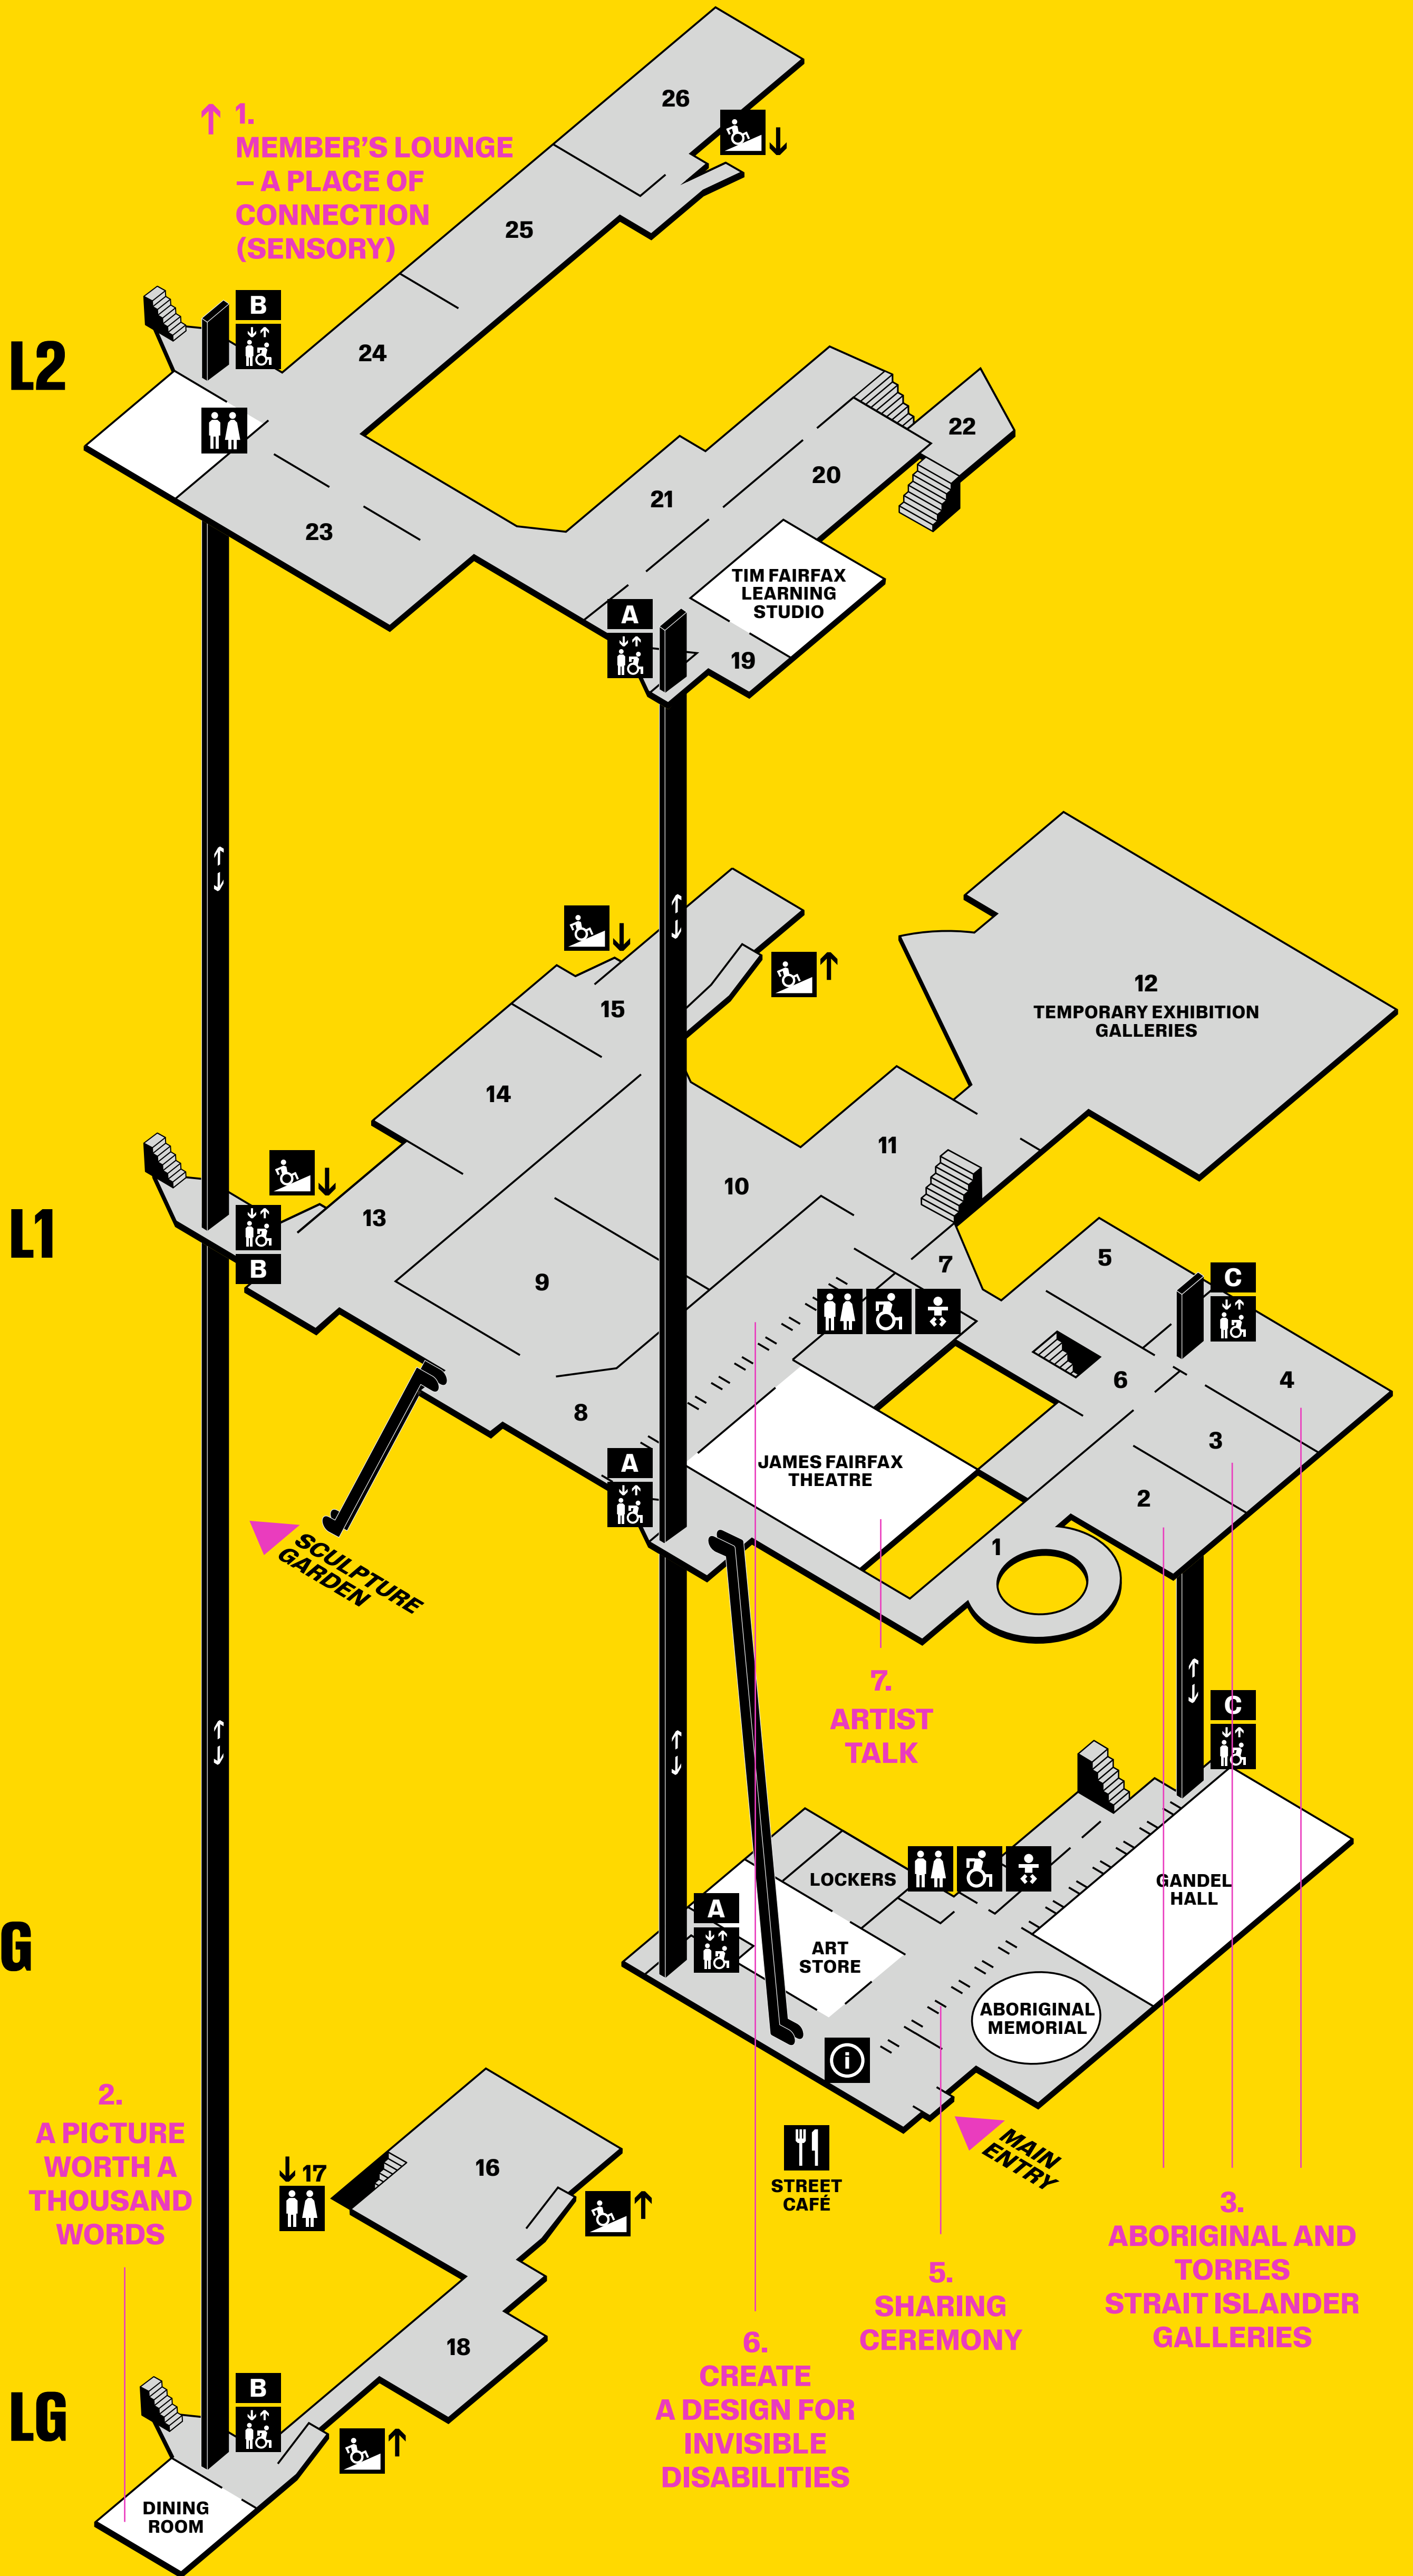 26
1.
MEMBER'S LOUNGE
– A PLACE OF
CONNECTION
(SENSORY)
25
B
L2
24
22
20
21
23
TIM FAIRFAX
LEARNING
STUDIO
A
19
12
TEMPORARY EXHIBITION
GALLERIES
15
14
11
10
13
L1
B
9
7
5
C
6
4
8
3
A
JAMES FAIRFAX
THEATRE
2
1
SCULPTURE
GARDEN
7.
ARTIST
TALK
C
LOCKERS
GANDEL
HALL
A
G
ART
STORE
ABORIGINAL
MEMORIAL
i
MAIN
ENTRY
2.
A PICTURE
WORTH A
THOUSAND
WORDS
17
16
STREET
CAFÉ
3.
ABORIGINAL AND
TORRES
STRAIT ISLANDER
GALLERIES
5.
SHARING
CEREMONY
6.
CREATE
A DESIGN FOR
INVISIBLE
DISABILITIES
18
LG
B
DINING
ROOM